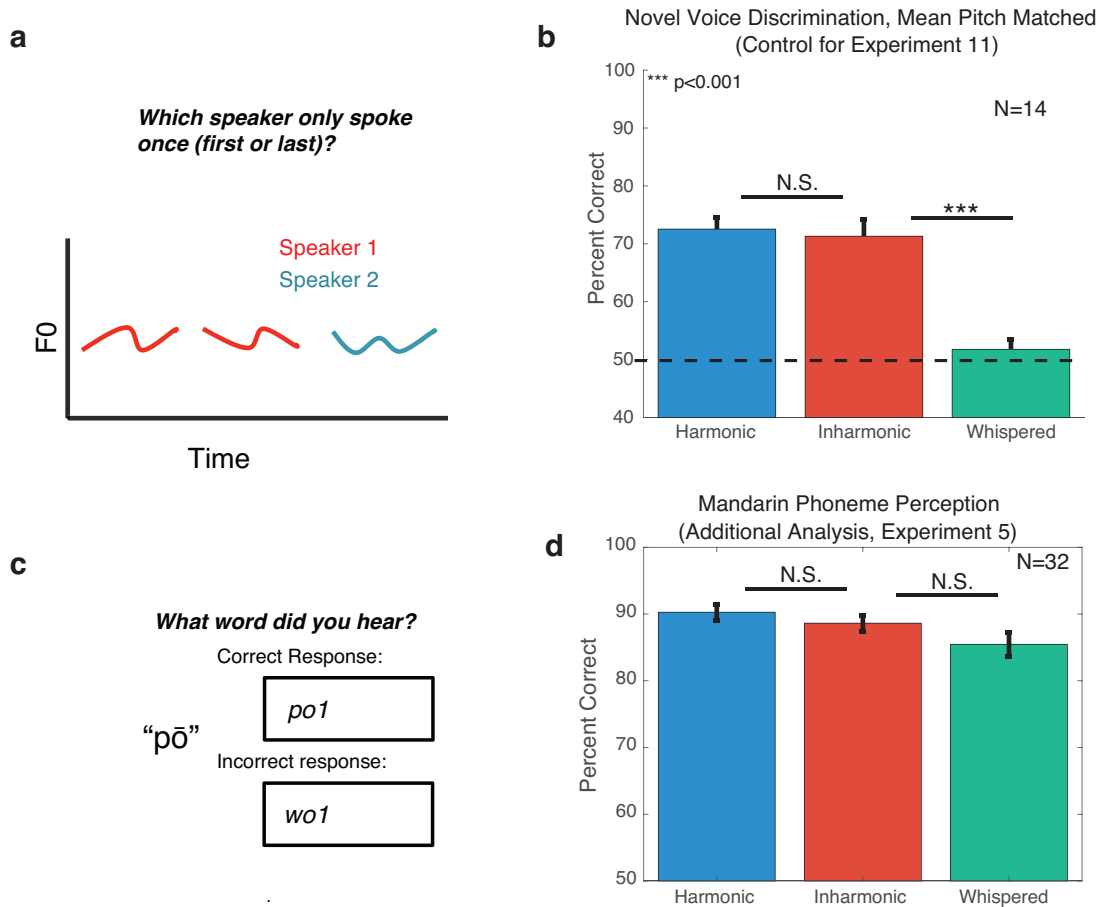 a
Which speaker only spoke
once (first or last)?
Speaker 1
Speaker 2
F0
Time
b
Novel Voice Discrimination, Mean Pitch Matched
(Control for Experiment 11)
*** p<0.001
N=14
N.S.
***
Percent Correct
100
90
80
70
60
50
40
Harmonic
Inharmonic
Whispered
c
What word did you hear?
Correct Response:
po1
“pō”
Incorrect response:
wo1
d
Mandarin Phoneme Perception
(Additional Analysis, Experiment 5)
N=32
N.S.
N.S.
Percent Correct
100
90
80
70
60
50
Harmonic
Inharmonic
Whispered